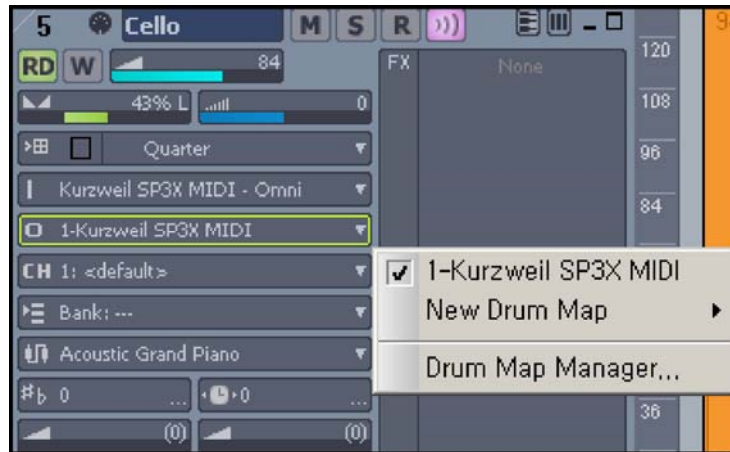 5 Cello M S R
RD W 84
43% L 0
Quarter
I Kurzweil SP3X MIDI - Omni
O 1-Kurzweil SP3X MIDI
CH 1: <default>
Bank: ---
Acoustic Grand Piano
#b 0 ... 0 ...
(0) (0)
FX None
120
108
96
84
36
9
1-Kurzweil SP3X MIDI
New Drum Map
Drum Map Manager...